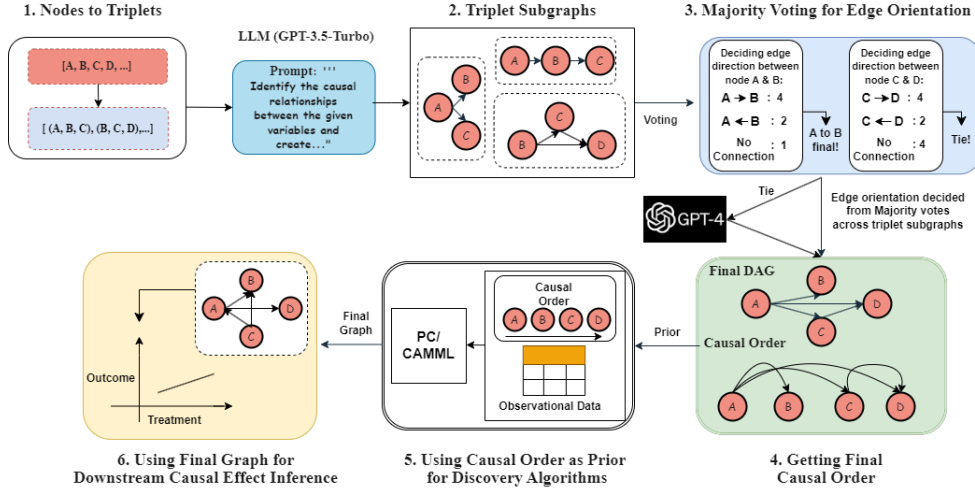 1. Nodes to Triplets
[A, B, C, D, ...]
[ (A, B, C), (B, C, D),...]
LLM (GPT-3.5-Turbo)
Prompt: '''
Identify the causal
relationships
between the given
variables and
create..."
2. Triplet Subgraphs
A
B
C
A
B
C
B
C
D
Voting
3. Majority Voting for Edge Orientation
Deciding edge
direction between
node A & B:
A → B : 4
A ← B : 2
No
Connection : 1
A to B
final!
Deciding edge
direction between
node C & D:
C → D : 4
C ← D : 2
No
Connection : 4
Tie!
Tie
GPT-4
Edge orientation decided
from Majority votes
across triplet subgraphs
Final DAG
A
B
C
D
Causal Order
A
B
C
D
4. Getting Final
Causal Order
Prior
Causal
Order
A
B
C
D
Observational Data
PC/
CAMML
5. Using Causal Order as Prior
for Discovery Algorithms
Final
Graph
A
B
C
D
Outcome
Treatment
6. Using Final Graph for
Downstream Causal Effect Inference